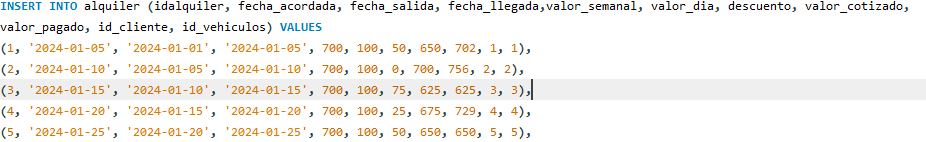 INSERT INTO alquiler (idalquiler, fecha_acordada, fecha_salida, fecha_llegada,valor_semanal, valor_dia, descuento, valor_cotizado,
valor_pagado, id_cliente, id_vehiculos) VALUES
(1, '2024-01-05', '2024-01-01', '2024-01-05', 700, 100, 50, 650, 702, 1, 1),
(2, '2024-01-10', '2024-01-05', '2024-01-10', 700, 100, 0, 700, 756, 2, 2),
(3, '2024-01-15', '2024-01-10', '2024-01-15', 700, 100, 75, 625, 625, 3, 3),
(4, '2024-01-20', '2024-01-15', '2024-01-20', 700, 100, 25, 675, 729, 4, 4),
(5, '2024-01-25', '2024-01-20', '2024-01-25', 700, 100, 50, 650, 650, 5, 5),